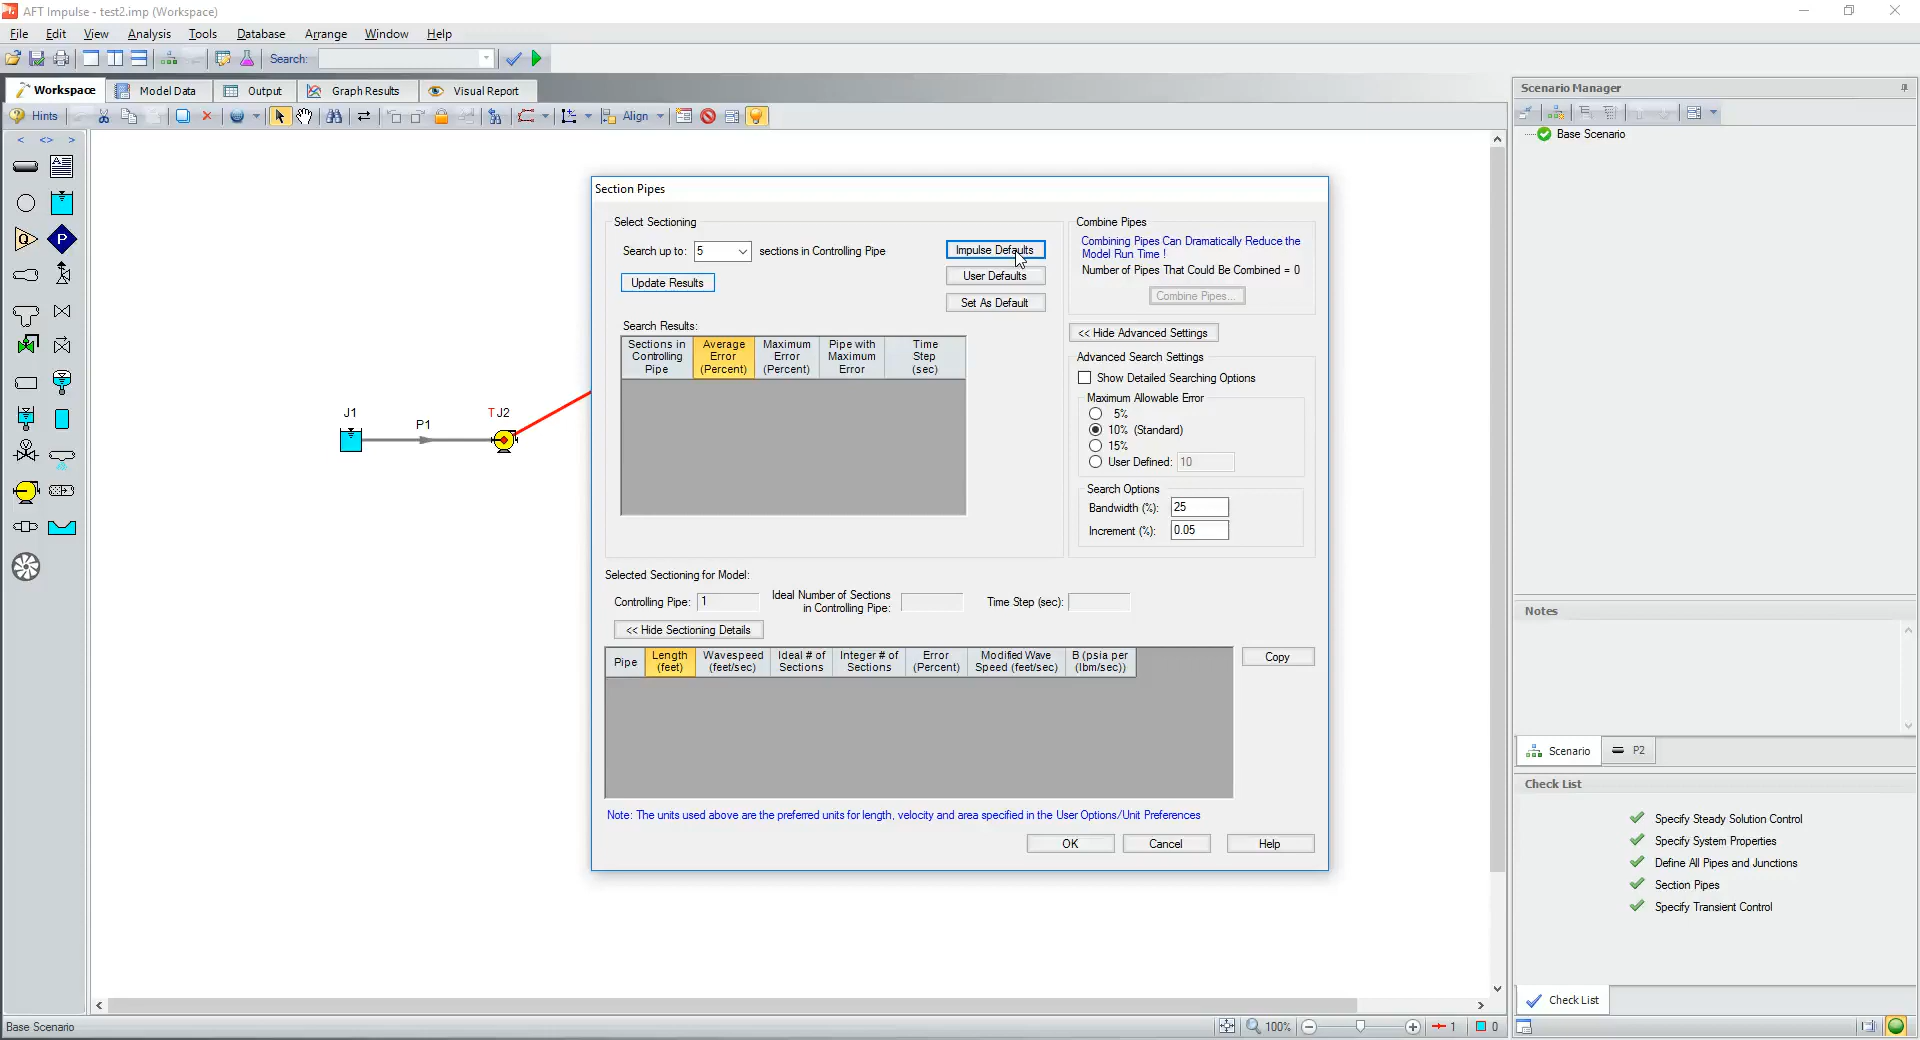 AFT Impulse - test2.imp (Workspace)
File Edit View Analysis Tools Database Arrange Window Help
Search:
Workspace Model Data Output Graph Results Visual Report
Hints Align
< <> >
J1
P1
T J2
Section Pipes
Select Sectioning
Search up to: 5 sections in Controlling Pipe
Update Results
Impulse Defaults
User Defaults
Set As Default
Search Results:
Sections in Controlling Pipe
Average Error (Percent)
Maximum Error (Percent)
Pipe with Maximum Error
Time Step (sec)
Combine Pipes
Combining Pipes Can Dramatically Reduce the
Model Run Time !
Number of Pipes That Could Be Combined = 0
Combine Pipes...
<< Hide Advanced Settings
Advanced Search Settings
Show Detailed Searching Options
Maximum Allowable Error
5%
10% (Standard)
15%
User Defined: 10
Search Options
Bandwidth (%): 25
Increment (%): 0.05
Selected Sectioning for Model:
Controlling Pipe: 1
Ideal Number of Sections
in Controlling Pipe:
Time Step (sec):
<< Hide Sectioning Details
Pipe
Length (feet)
Wavespeed (feet/sec)
Ideal # of Sections
Integer # of Sections
Error (Percent)
Modified Wave Speed (feet/sec)
B (psia per (lbm/sec))
Copy
Note: The units used above are the preferred units for length, velocity and area specified in the User Options/Unit Preferences
OK Cancel Help
Scenario Manager
Base Scenario
Notes
Scenario P2
Check List
Specify Steady Solution Control
Specify System Properties
Define All Pipes and Junctions
Section Pipes
Specify Transient Control
Check List
Base Scenario
100%
1
0